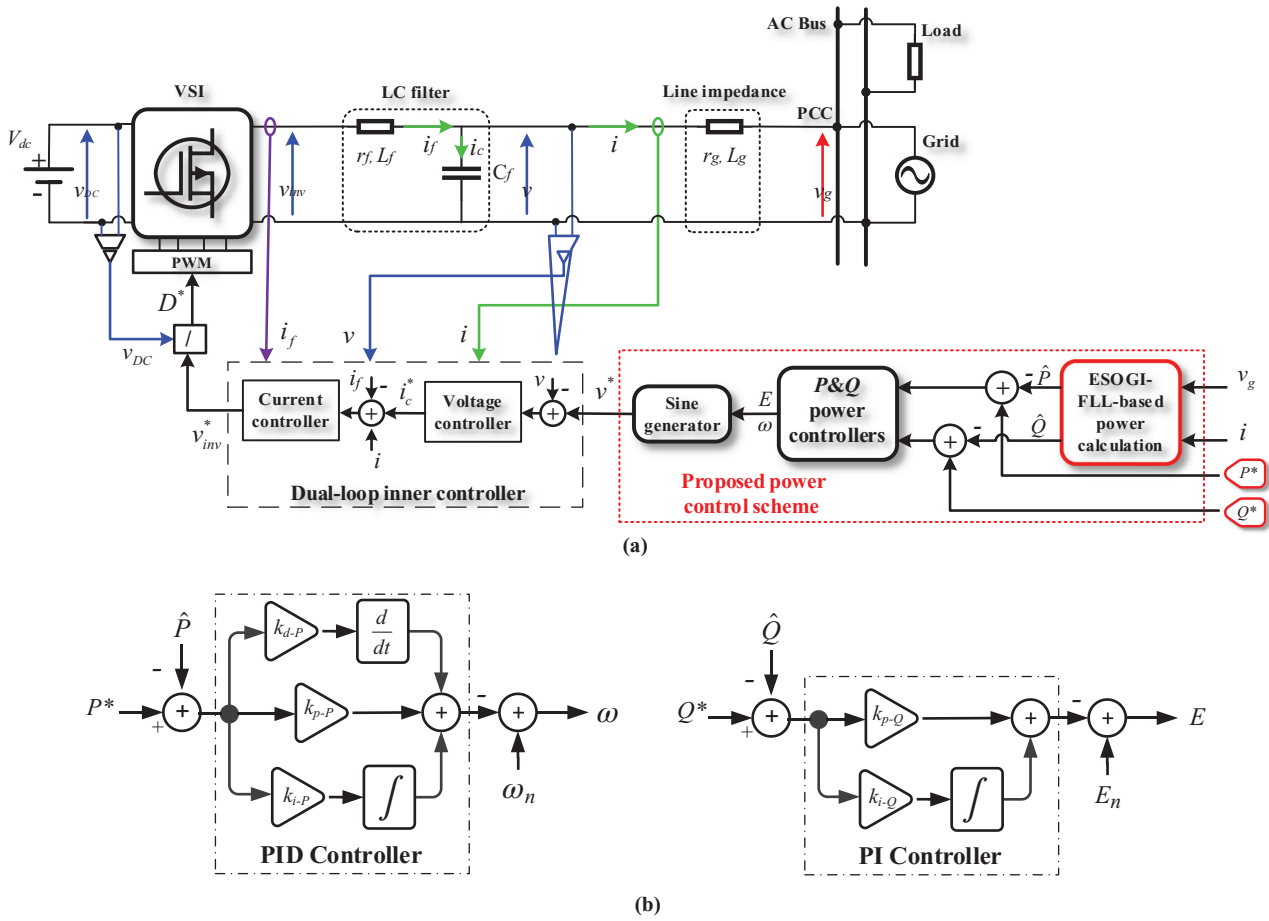 AC Bus
Load
VSI
LC filter
Line impedance
PCC
Grid
V_dc
+
-
v_DC
v_inv
r_f, L_f
i_f
i_c
C_f
v
i
r_g, L_g
v_g
PWM
D*
/
v_DC
i_f
v
i
v*_inv
Current controller
i_f
-
+
i
i*_c
Voltage controller
v
-
+
v*
Dual-loop inner controller
Sine generator
E
ω
P&Q power controllers
+
-
P̂
+
-
Q̂
ESOGI-FLL-based power calculation
v_g
i
P*
Q*
Proposed power control scheme
(a)
P̂
-
P*
+
+
k_d-P
d/dt
k_p-P
k_i-P
∫
+
-
+
ω
ω_n
PID Controller
Q̂
-
Q*
+
+
k_p-Q
k_i-Q
∫
+
-
+
E
E_n
PI Controller
(b)